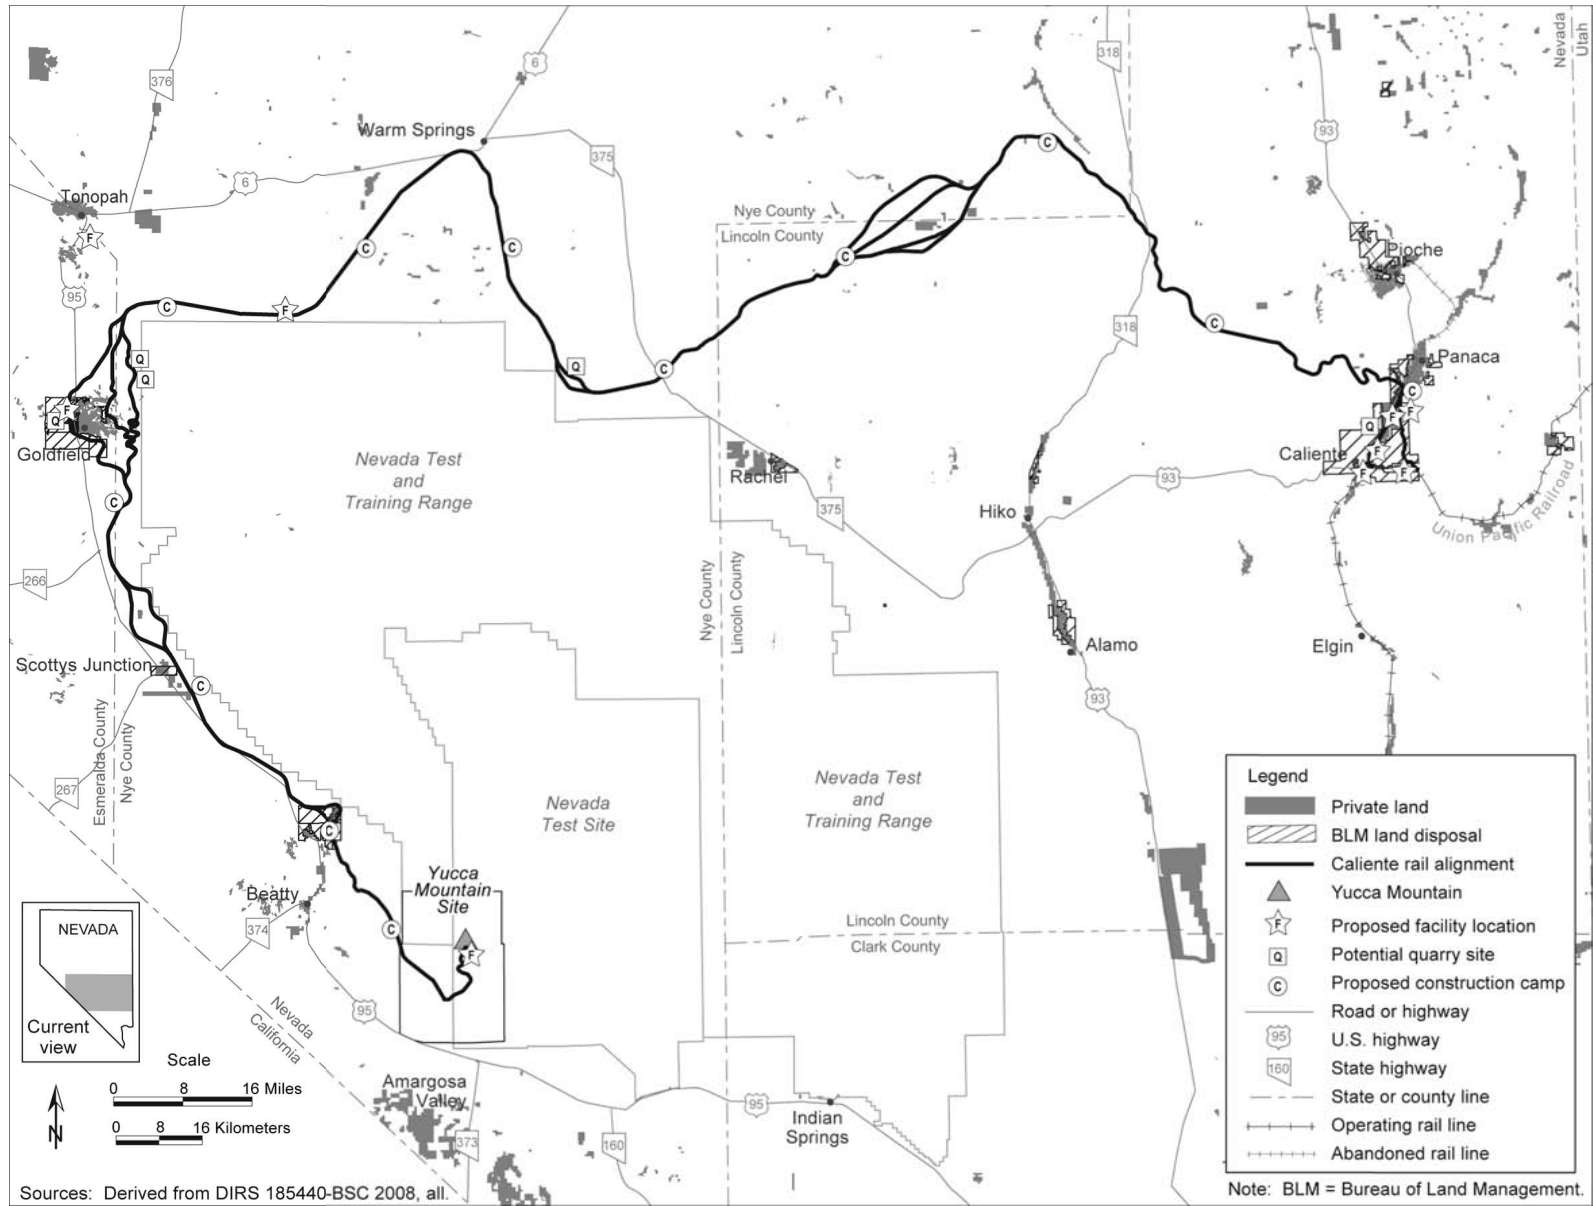 376
6
318
93
Nevada
Utah
Warm Springs
375
6
Tonopah
F
Nye County
Lincoln County
C
C
C
C
Pioche
95
C
F
C
318
Q
Q
Q
C
Panaca
C
F
F
F
Q
Q
F
F
F
Goldfield
Caliente
Nevada Test
and
Training Range
Rachel
93
C
375
Hiko
Union Pacific Railroad
266
Nye County
Lincoln County
Alamo
Elgin
Scottys Junction
C
93
Esmeralda County
Nye County
267
Nevada
Test Site
Nevada Test
and
Training Range
C
Yucca
Mountain
Site
Beatty
374
C
F
Lincoln County
Clark County
95
Nevada
California
NEVADA
Current
view
Scale
0 8 16 Miles
0 8 16 Kilometers
N
Amargosa
Valley
373
160
95
Indian
Springs
Legend
Private land
BLM land disposal
Caliente rail alignment
Yucca Mountain
F Proposed facility location
Q Potential quarry site
C Proposed construction camp
Road or highway
95 U.S. highway
160 State highway
State or county line
Operating rail line
Abandoned rail line
Sources: Derived from DIRS 185440-BSC 2008, all.
Note: BLM = Bureau of Land Management.